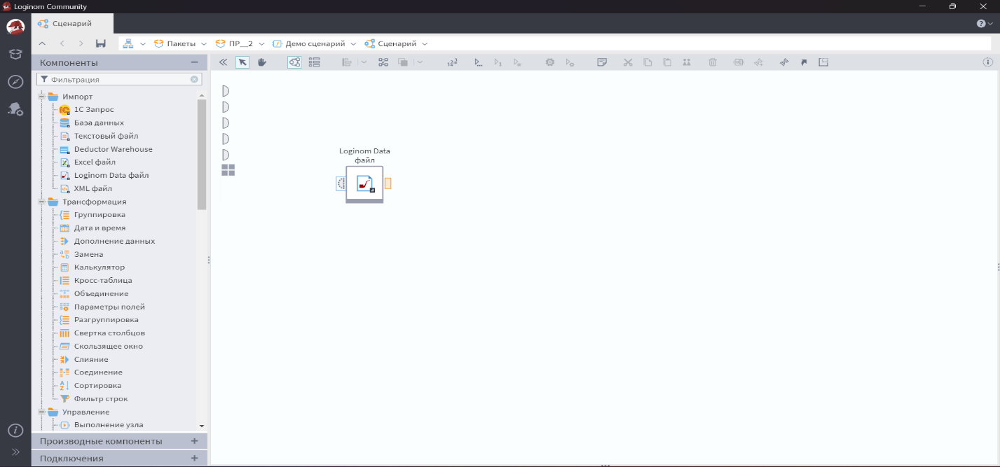 Loginom Community
Сценарий
Пакеты ПР__2 Демо сценарий Сценарий
Компоненты
Фильтрация
Импорт
1С Запрос
База данных
Текстовый файл
Deductor Warehouse
Excel файл
Loginom Data файл
XML файл
Трансформация
Группировка
Дата и время
Дополнение данных
Замена
Калькулятор
Кросс-таблица
Объединение
Параметры полей
Разгруппировка
Свертка столбцов
Скользящее окно
Слияние
Соединение
Сортировка
Фильтр строк
Управление
Выполнение узла
Производные компоненты
Подключения
Loginom Data
файл